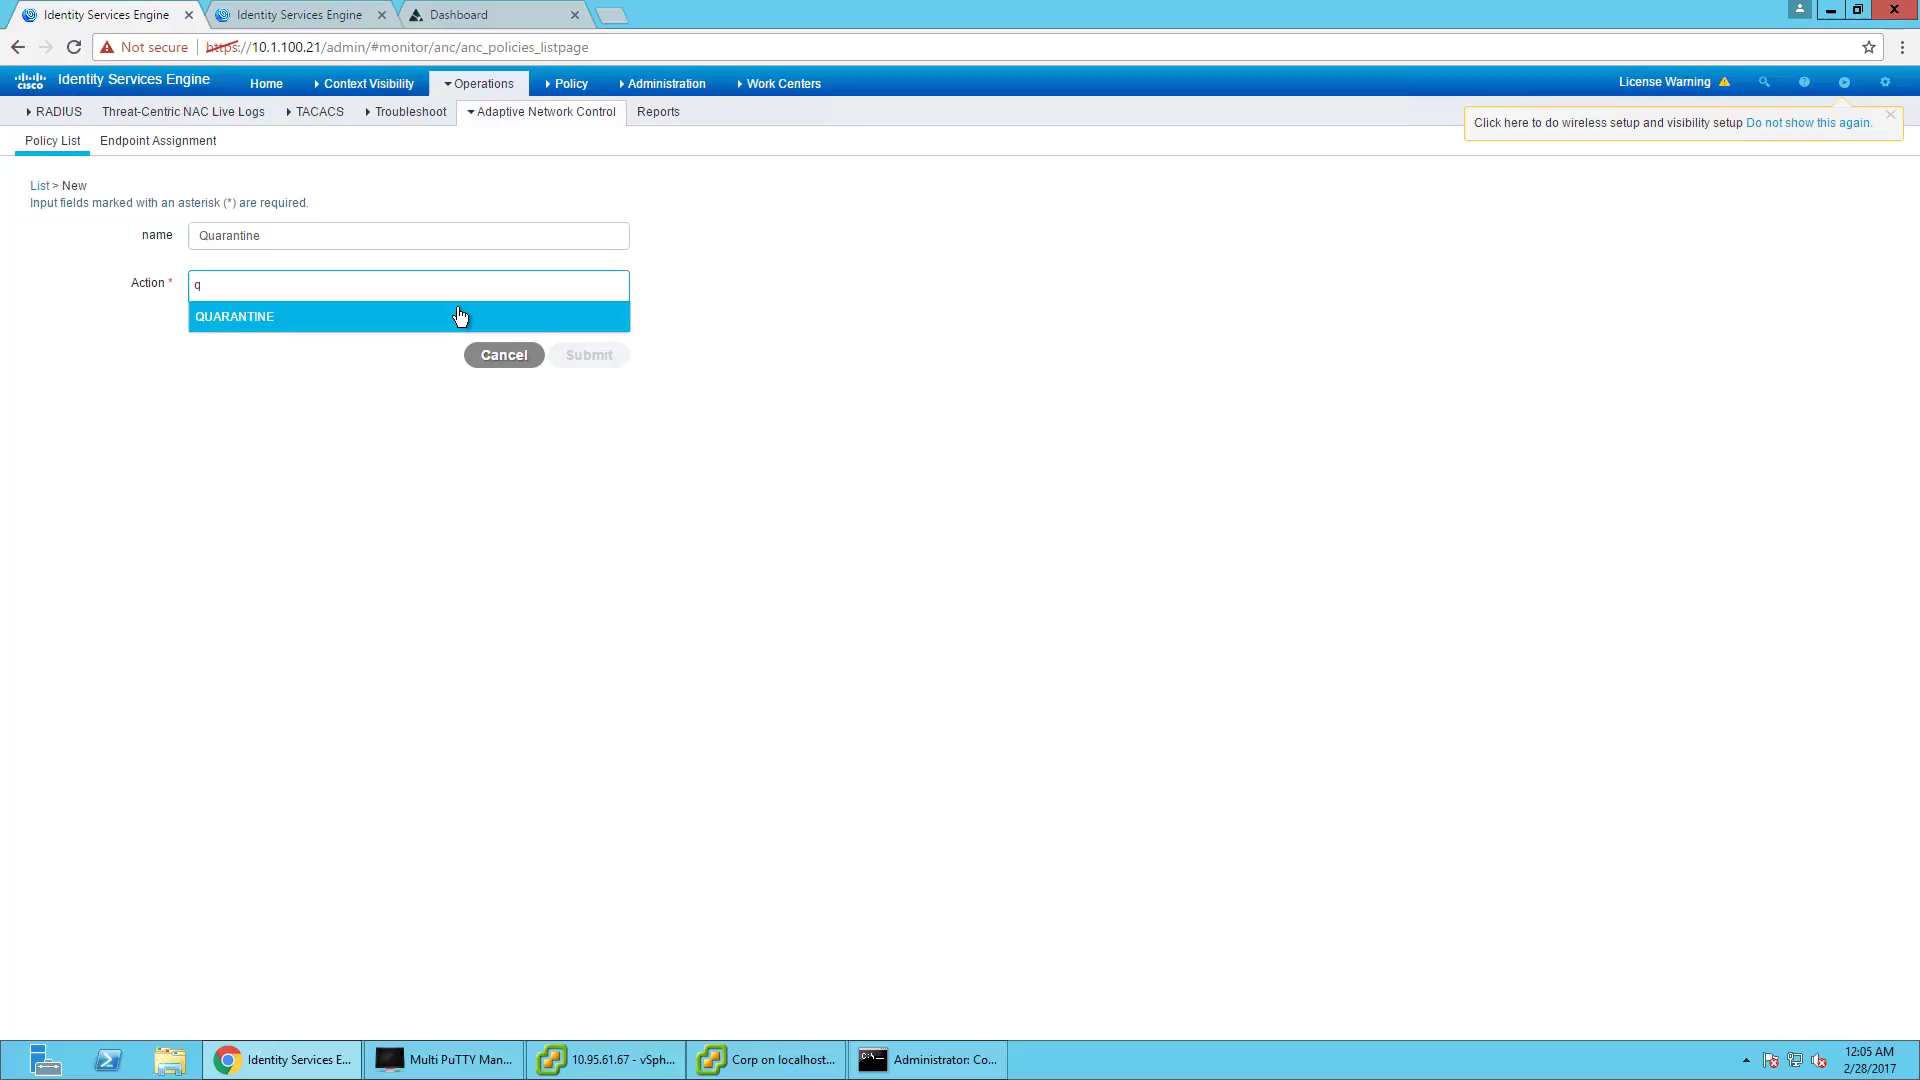 Identity Services Engine
Identity Services Engine
Dashboard
Not secure https://10.1.100.21/admin/#monitor/anc/anc_policies_listpage
cisco Identity Services Engine Home Context Visibility Operations Policy Administration Work Centers License Warning
RADIUS Threat-Centric NAC Live Logs TACACS Troubleshoot Adaptive Network Control Reports
Click here to do wireless setup and visibility setup Do not show this again.
Policy List Endpoint Assignment
List > New
Input fields marked with an asterisk (*) are required.
name Quarantine
Action * q
QUARANTINE
Cancel Submit
Identity Services E... Multi PuTTY Man... 10.95.61.67 - vSph... Corp on localhost... C:\. Administrator: Co... 12:05 AM
2/28/2017